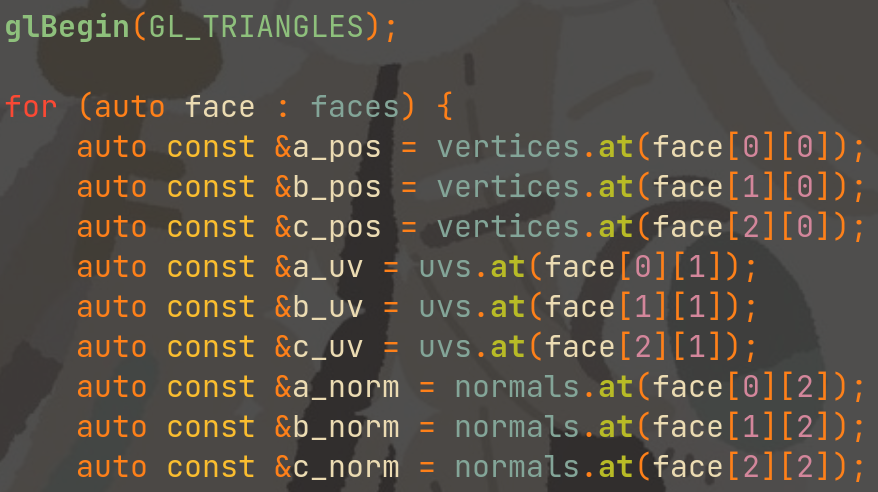 glBegin(GL_TRIANGLES);
for (auto face : faces) {
    auto const &a_pos = vertices.at(face[0][0]);
    auto const &b_pos = vertices.at(face[1][0]);
    auto const &c_pos = vertices.at(face[2][0]);
    auto const &a_uv = uvs.at(face[0][1]);
    auto const &b_uv = uvs.at(face[1][1]);
    auto const &c_uv = uvs.at(face[2][1]);
    auto const &a_norm = normals.at(face[0][2]);
    auto const &b_norm = normals.at(face[1][2]);
    auto const &c_norm = normals.at(face[2][2]);